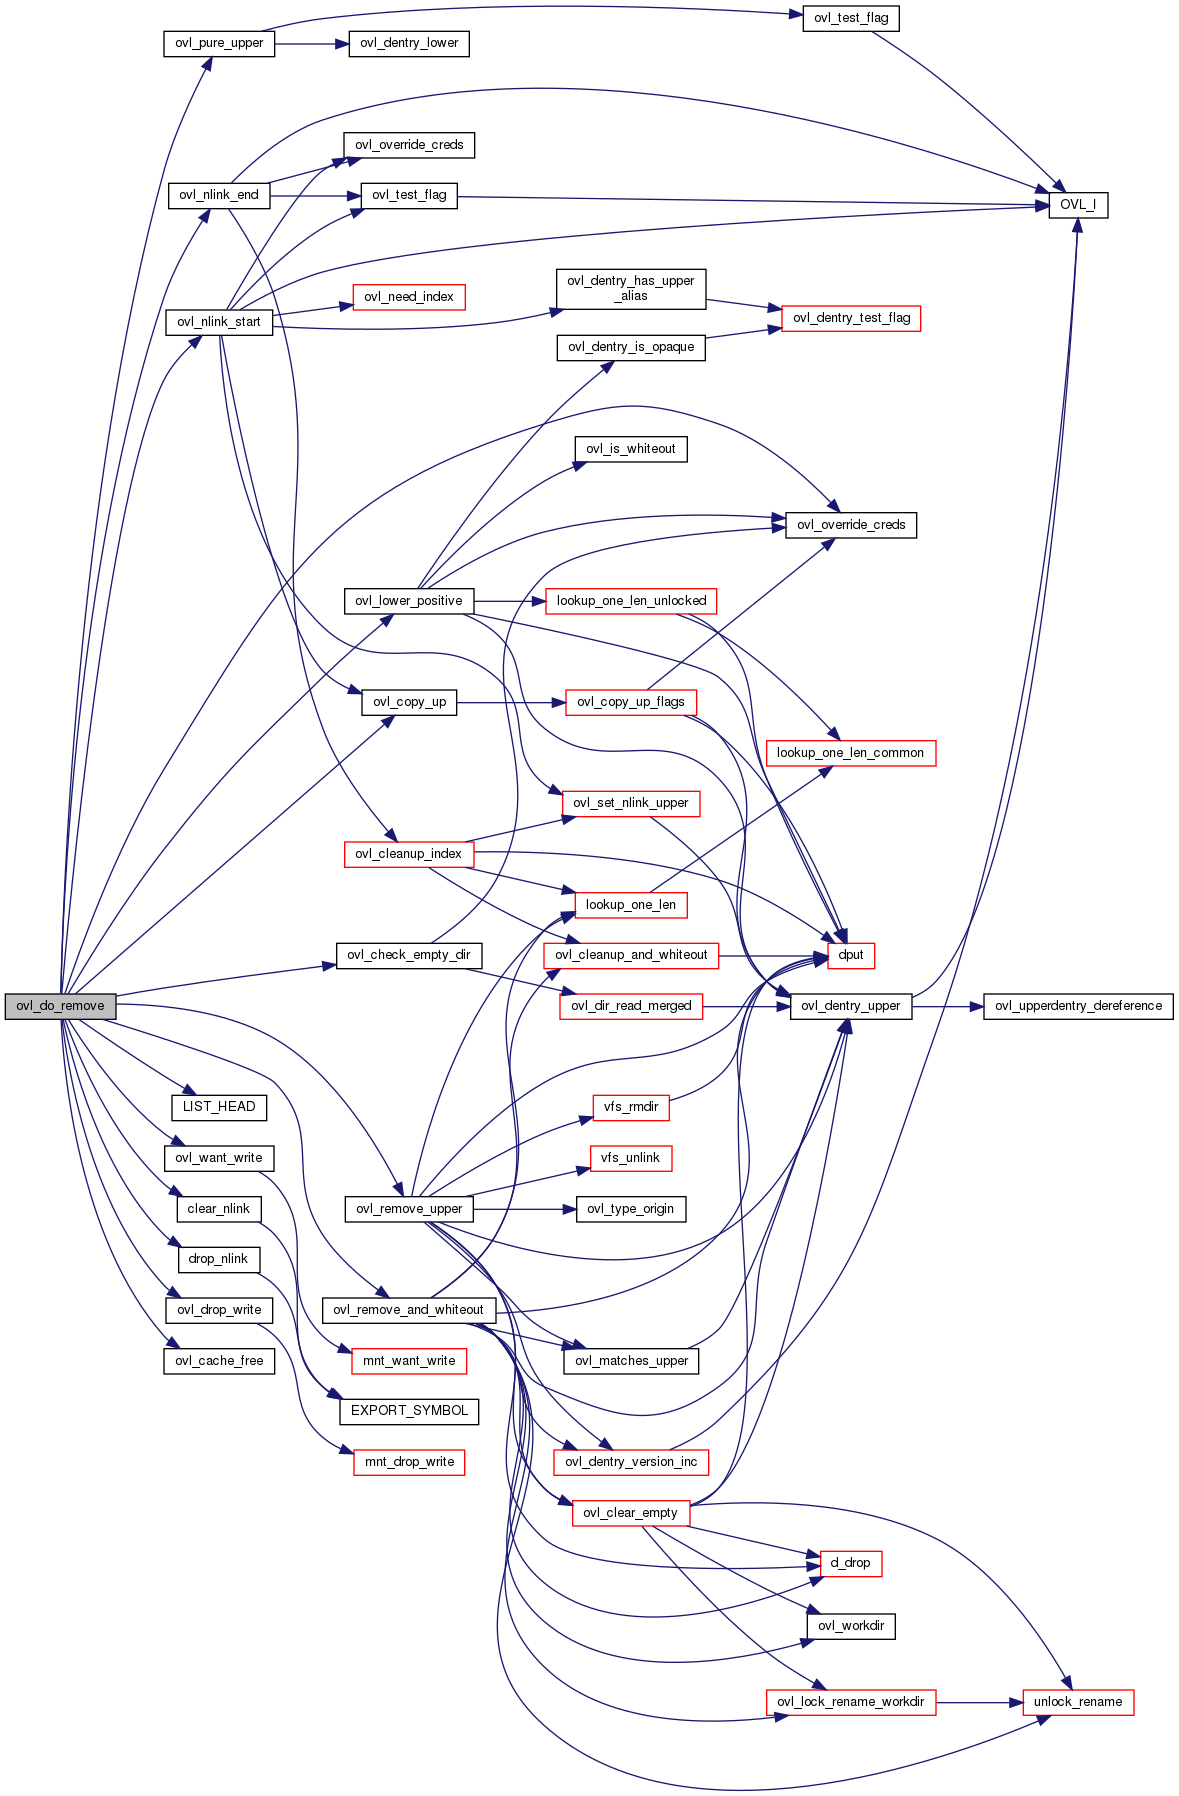 ovl_test_flag
ovl_pure_upper
ovl_dentry_lower
ovl_override_creds
ovl_nlink_end
ovl_test_flag
OVL_I
ovl_dentry_has_upper
_alias
ovl_need_index
ovl_nlink_start
ovl_dentry_test_flag
ovl_dentry_is_opaque
ovl_is_whiteout
ovl_override_creds
ovl_lower_positive
lookup_one_len_unlocked
ovl_copy_up
ovl_copy_up_flags
lookup_one_len_common
ovl_set_nlink_upper
ovl_cleanup_index
lookup_one_len
ovl_check_empty_dir
ovl_cleanup_and_whiteout
dput
ovl_do_remove
ovl_dir_read_merged
ovl_dentry_upper
ovl_upperdentry_dereference
LIST_HEAD
vfs_rmdir
ovl_want_write
vfs_unlink
clear_nlink
ovl_remove_upper
ovl_type_origin
drop_nlink
ovl_drop_write
ovl_remove_and_whiteout
ovl_cache_free
mnt_want_write
ovl_matches_upper
EXPORT_SYMBOL
mnt_drop_write
ovl_dentry_version_inc
ovl_clear_empty
d_drop
ovl_workdir
ovl_lock_rename_workdir
unlock_rename